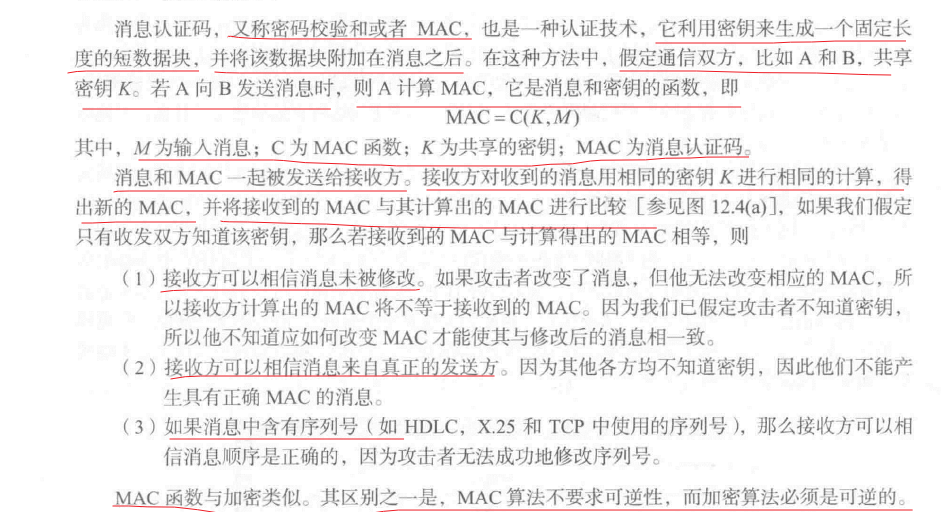 消息认证码，又称密码校验和或者 MAC，也是一种认证技术，它利用密钥来生成一个固定长
度的短数据块，并将该数据块附加在消息之后。在这种方法中，假定通信双方，比如 A 和 B，共享
密钥 K。若 A 向 B 发送消息时，则 A 计算 MAC，它是消息和密钥的函数，即
MAC = C(K, M)
其中，M 为输入消息；C 为 MAC 函数；K 为共享的密钥；MAC 为消息认证码。
消息和 MAC 一起被发送给接收方。接收方对收到的消息用相同的密钥 K 进行相同的计算，得
出新的 MAC，并将接收到的 MAC 与其计算出的 MAC 进行比较［参见图 12.4(a)］，如果我们假定
只有收发双方知道该密钥，那么若接收到的 MAC 与计算得出的 MAC 相等，则
（1）接收方可以相信消息未被修改。如果攻击者改变了消息，但他无法改变相应的 MAC，所
以接收方计算出的 MAC 将不等于接收到的 MAC。因为我们已假定攻击者不知道密钥，
所以他不知道应如何改变 MAC 才能使其与修改后的消息相一致。
（2）接收方可以相信消息来自真正的发送方。因为其他各方均不知道密钥，因此他们不能产
生具有正确 MAC 的消息。
（3）如果消息中含有序列号（如 HDLC，X.25 和 TCP 中使用的序列号），那么接收方可以相
信消息顺序是正确的，因为攻击者无法成功地修改序列号。
MAC 函数与加密类似。其区别之一是，MAC 算法不要求可逆性，而加密算法必须是可逆的。